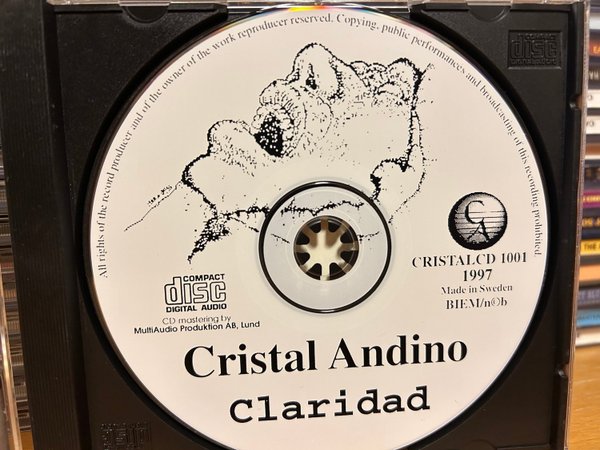 All rights of the record producer and of the owner of the work reproducer reserved. Copying, public performances and broadcasting of this recording prohibited.
C
A
CRISTALCD 1001
1997
Made in Sweden
BIEM/n©b
COMPACT
disc
DIGITAL AUDIO
CD mastering by
MultiAudio Produktion AB, Lund
Cristal Andino
Claridad